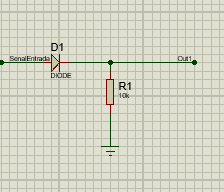 D1
SenalEntrada
Out1
DIODE
R1
10k